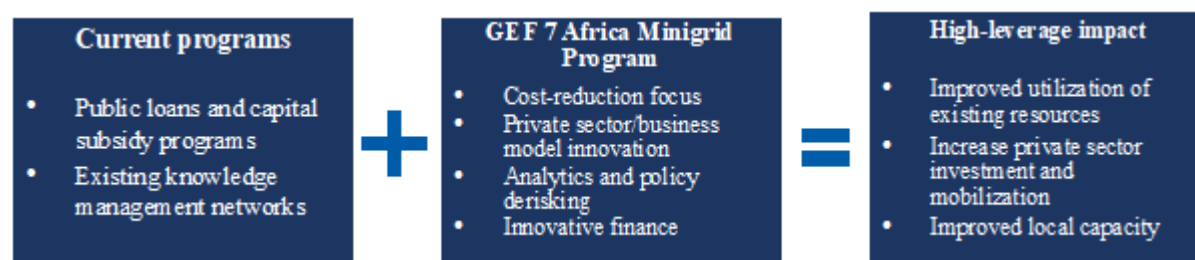 Current programs
• Public loans and capital
subsidy programs
• Existing knowledge
management networks
+
GEF 7 Africa Minigrid
Program
• Cost-reduction focus
• Private sector/business
model innovation
• Analytics and policy
derisking
• Innovative finance
=
High-leverage impact
• Improved utilization of
existing resources
• Increase private sector
investment and
mobilization
• Improved local capacity